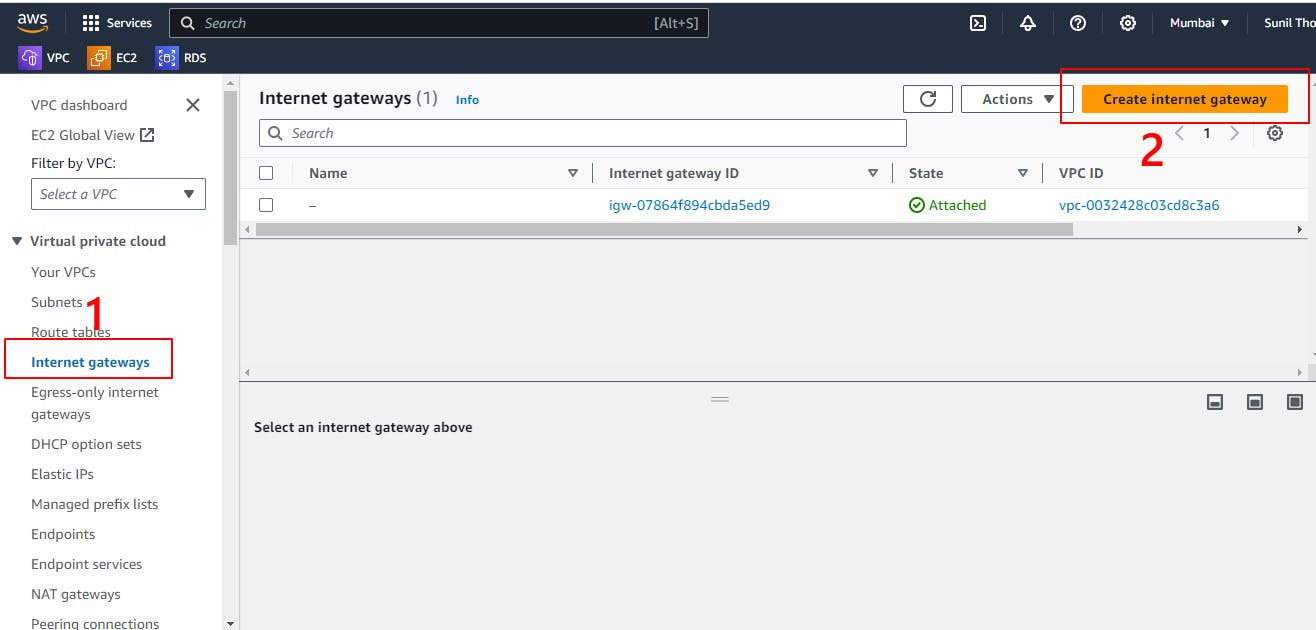 aws Services Search [Alt+S] Mumbai Sunil Tho
VPC EC2 RDS
VPC dashboard
EC2 Global View
Filter by VPC:
Select a VPC
Virtual private cloud
Your VPCs
Subnets
1
Route tables
Internet gateways
Egress-only internet
gateways
DHCP option sets
Elastic IPs
Managed prefix lists
Endpoints
Endpoint services
NAT gateways
Peering connections
Internet gateways (1) Info Actions Create internet gateway
Search 1
2
Name Internet gateway ID State VPC ID
– igw-07864f894cbda5ed9 Attached vpc-0032428c03cd8c3a6
Select an internet gateway above